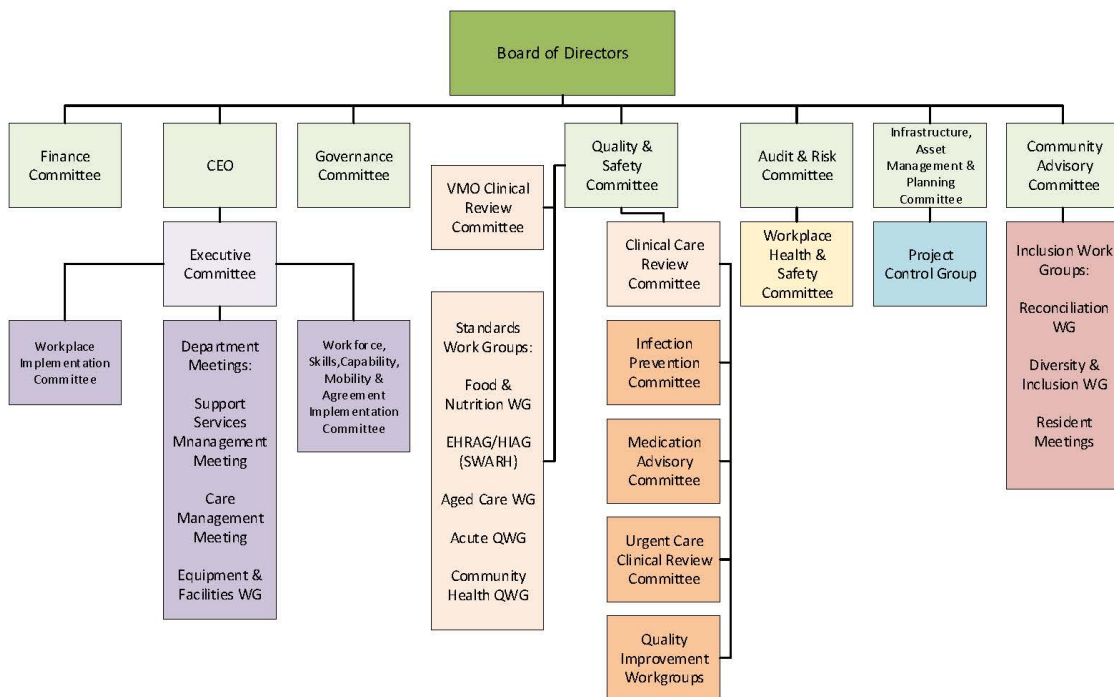 Board of Directors
Finance
Committee
CEO
Governance
Committee
Quality &
Safety
Committee
Audit & Risk
Committee
Infrastructure,
Asset
Management &
Planning
Committee
Community
Advisory
Committee
VMO Clinical
Review
Committee
Executive
Committee
Clinical Care
Review
Committee
Workplace
Health &
Safety
Committee
Project
Control Group
Inclusion Work
Groups:
Reconciliation
WG
Diversity &
Inclusion WG
Resident
Meetings
Workplace
Implementation
Committee
Department
Meetings:
Support
Services
Mnanagement
Meeting
Care
Management
Meeting
Equipment &
Facilities WG
Workforce,
Skills,Capability,
Mobility &
Agreement
Implementation
Committee
Standards
Work Groups:
Food &
Nutrition WG
EHRAG/HIAG
(SWARH)
Aged Care WG
Acute QWG
Community
Health QWG
Infection
Prevention
Committee
Medication
Advisory
Committee
Urgent Care
Clinical Review
Committee
Quality
Improvement
Workgroups